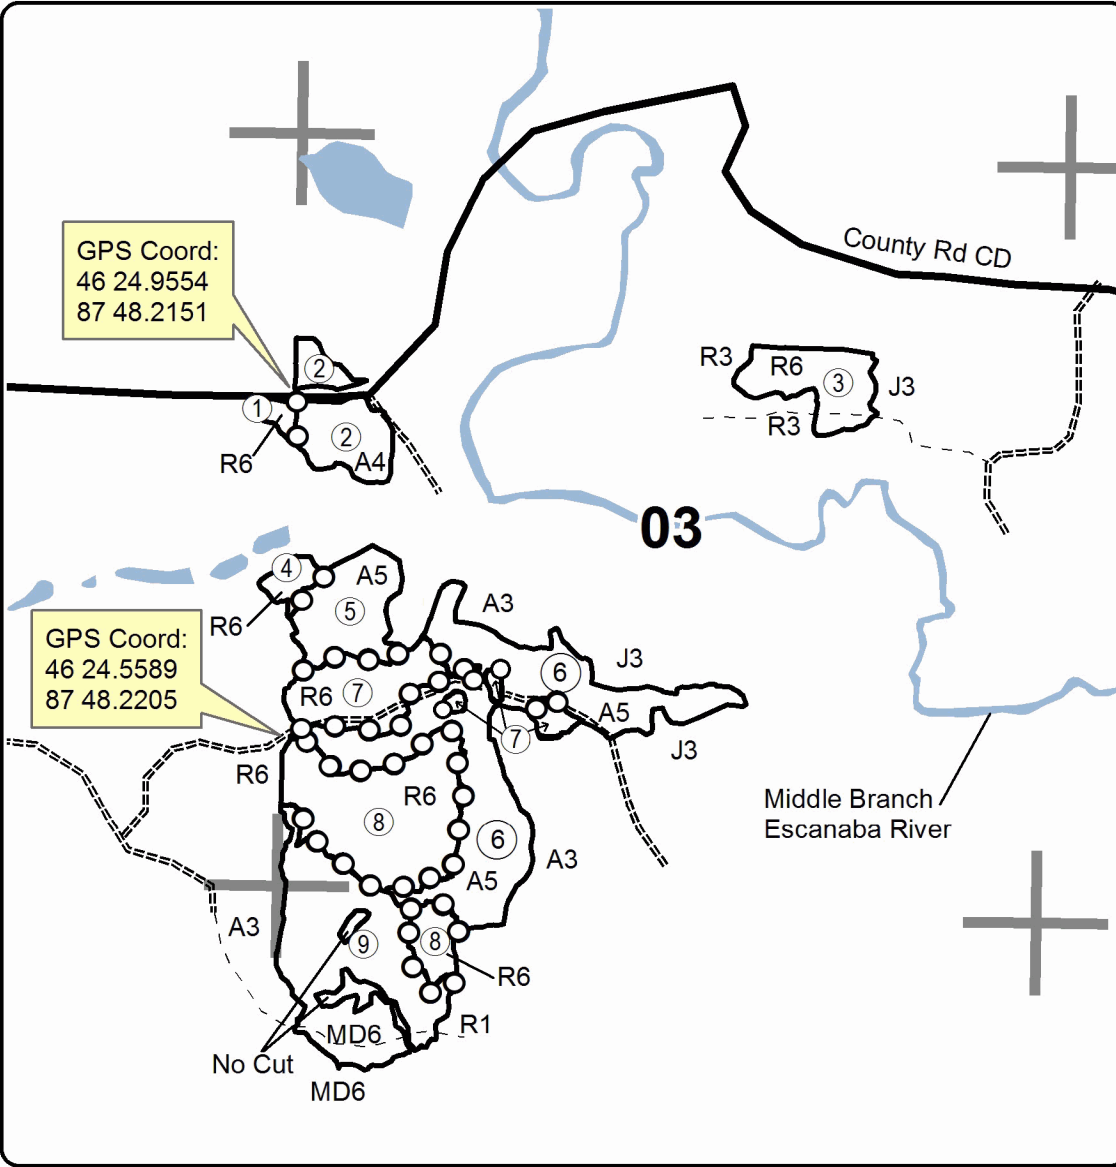 County Rd CD
GPS Coord:
46 24.9554
87 48.2151
2
R3
R6
3
J3
1
R6
2
A4
R3
03
4
A5
5
R6
A3
GPS Coord:
46 24.5589
87 48.2205
J3
6
R6
7
A5
7
J3
R6
R6
Middle Branch
Escanaba River
8
6
A3
A5
A3
9
8
R6
R1
MD6
No Cut
MD6